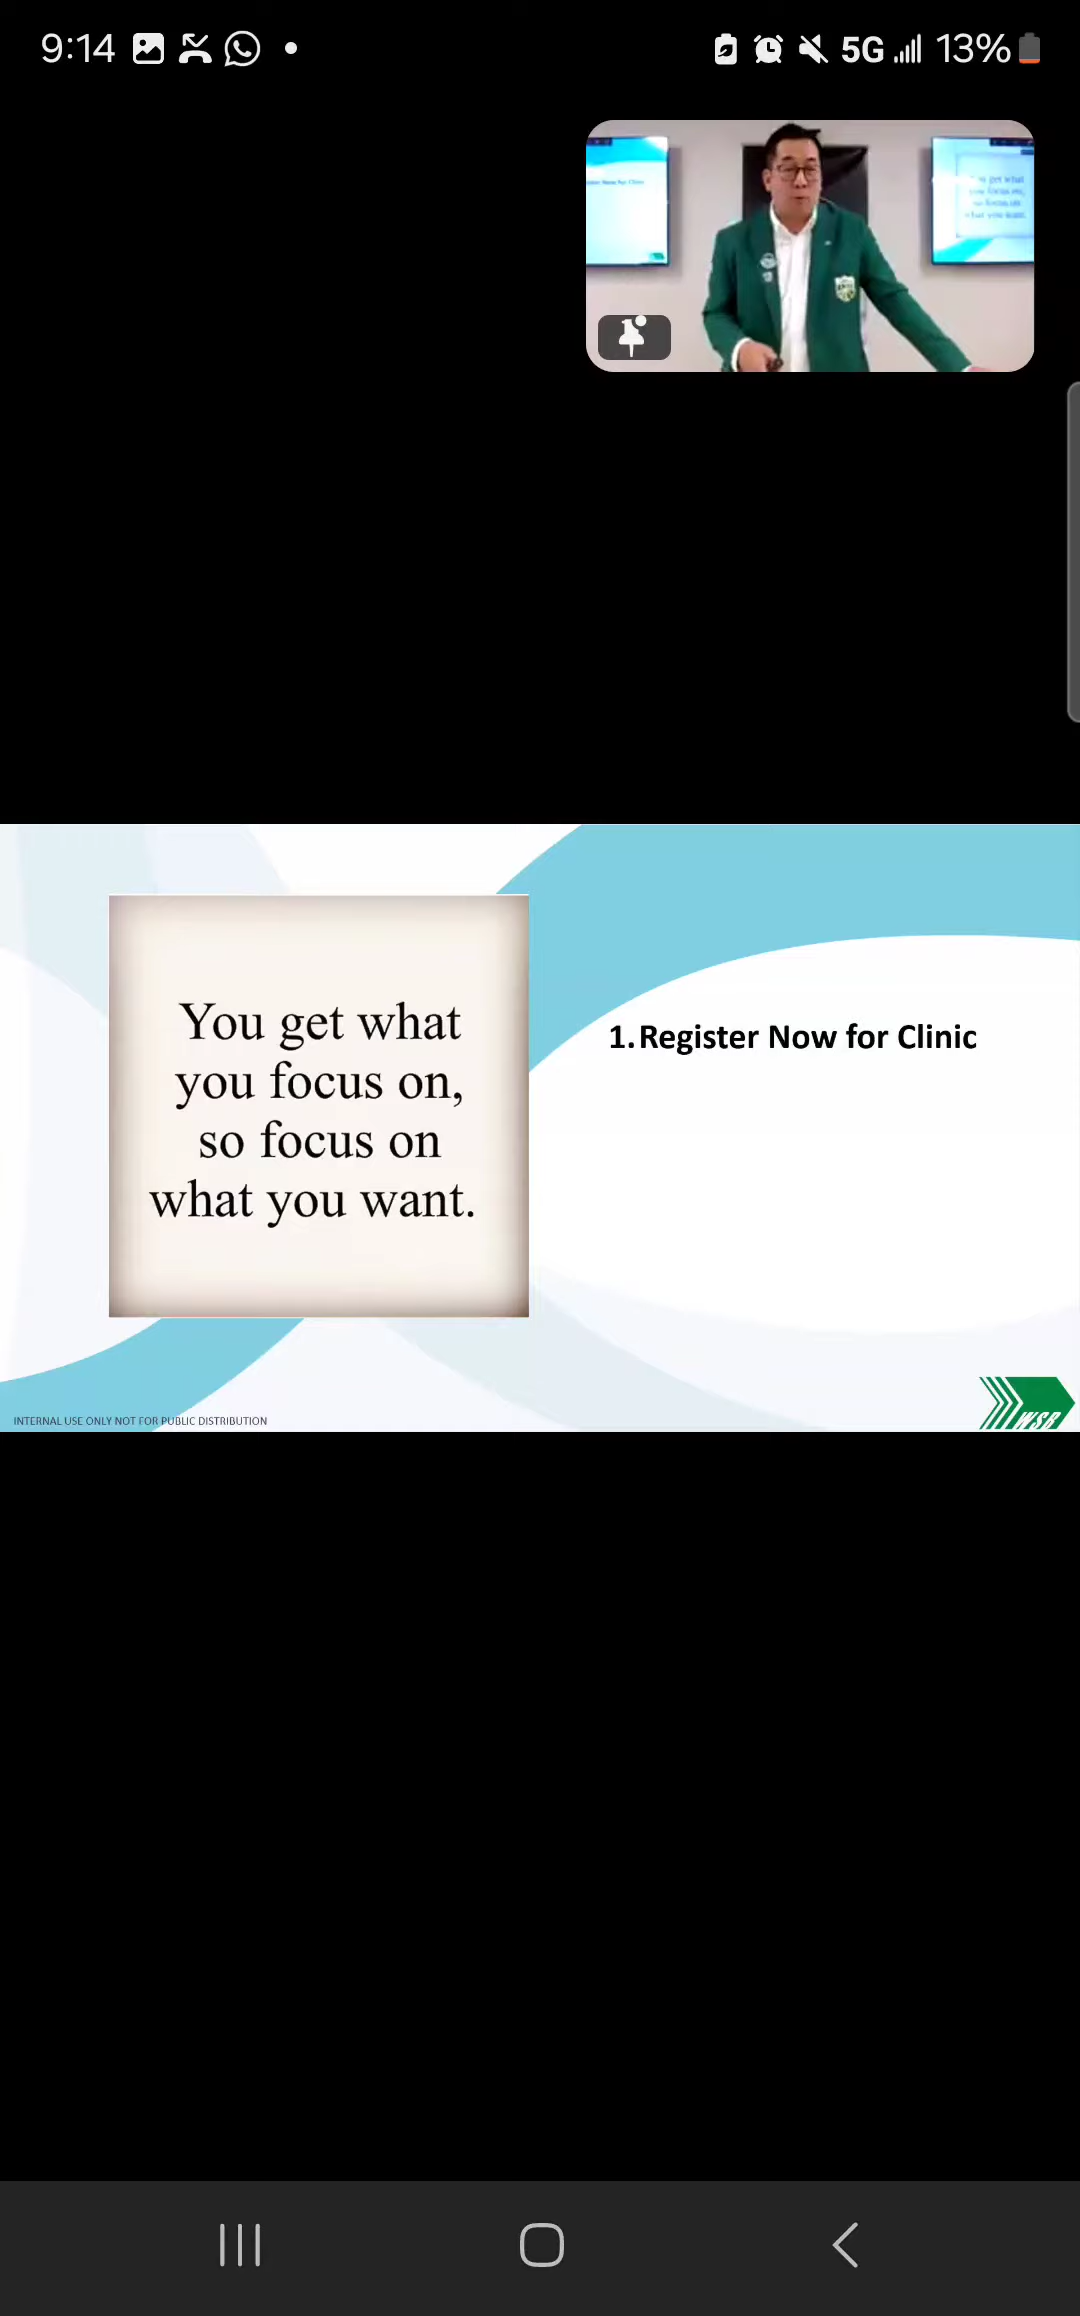 9:14
5G
13%
You get what
you focus on,
so focus on
what you want.
1. Register Now for Clinic
INTERNAL USE ONLY NOT FOR PUBLIC DISTRIBUTION
WSB